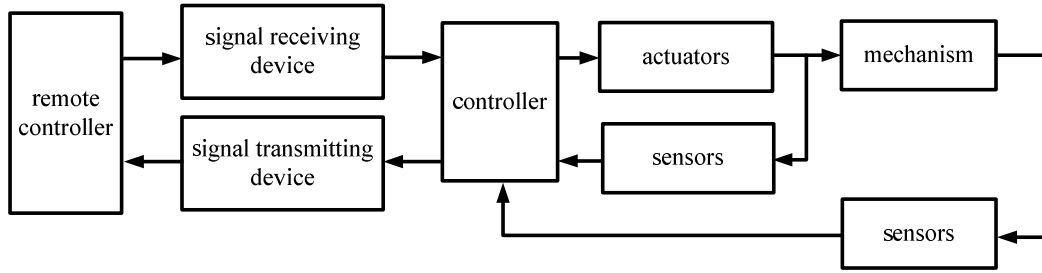 remote
controller
signal receiving
device
signal transmitting
device
controller
actuators
sensors
mechanism
sensors